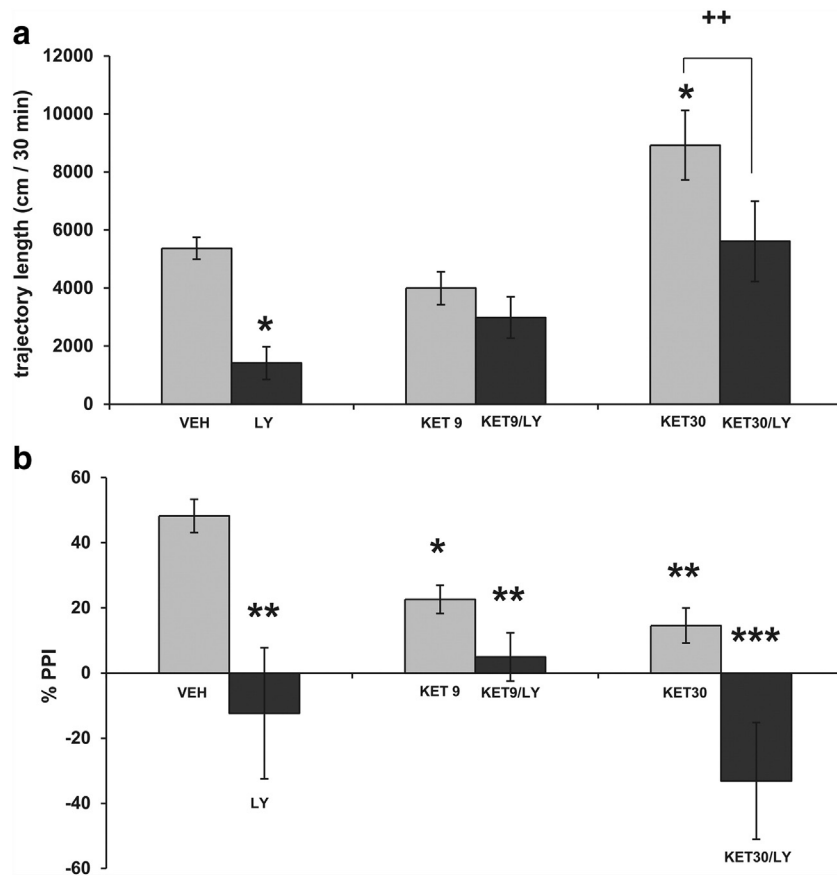 a
++
12000
10000
8000
6000
4000
2000
0
trajectory length (cm / 30 min)
*
*
VEH LY KET 9 KET9/LY KET30 KET30/LY
b
60
40
20
0
-20
-40
-60
% PPI
* ** ** ** ***
VEH KET 9 KET9/LY KET30
LY
KET30/LY